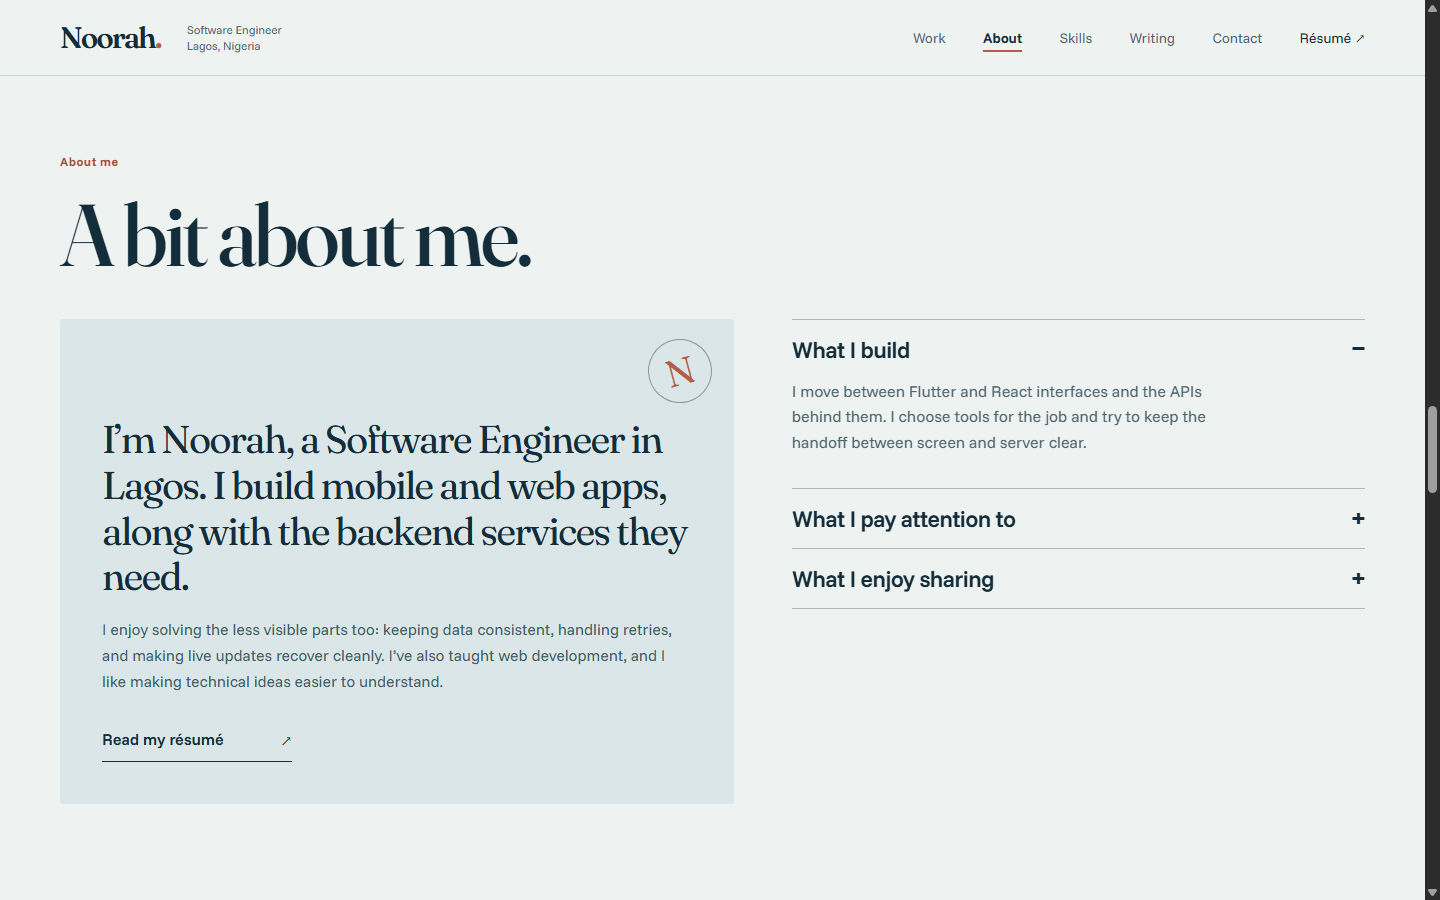 Noorah.
Software Engineer
Lagos, Nigeria
Work
About
Skills
Writing
Contact
Résumé ↗
About me
A bit about me.
N
I’m Noorah, a Software Engineer in
Lagos. I build mobile and web apps,
along with the backend services they
need.
I enjoy solving the less visible parts too: keeping data consistent, handling retries,
and making live updates recover cleanly. I’ve also taught web development, and I
like making technical ideas easier to understand.
Read my résumé ↗
What I build −
I move between Flutter and React interfaces and the APIs
behind them. I choose tools for the job and try to keep the
handoff between screen and server clear.
What I pay attention to +
What I enjoy sharing +